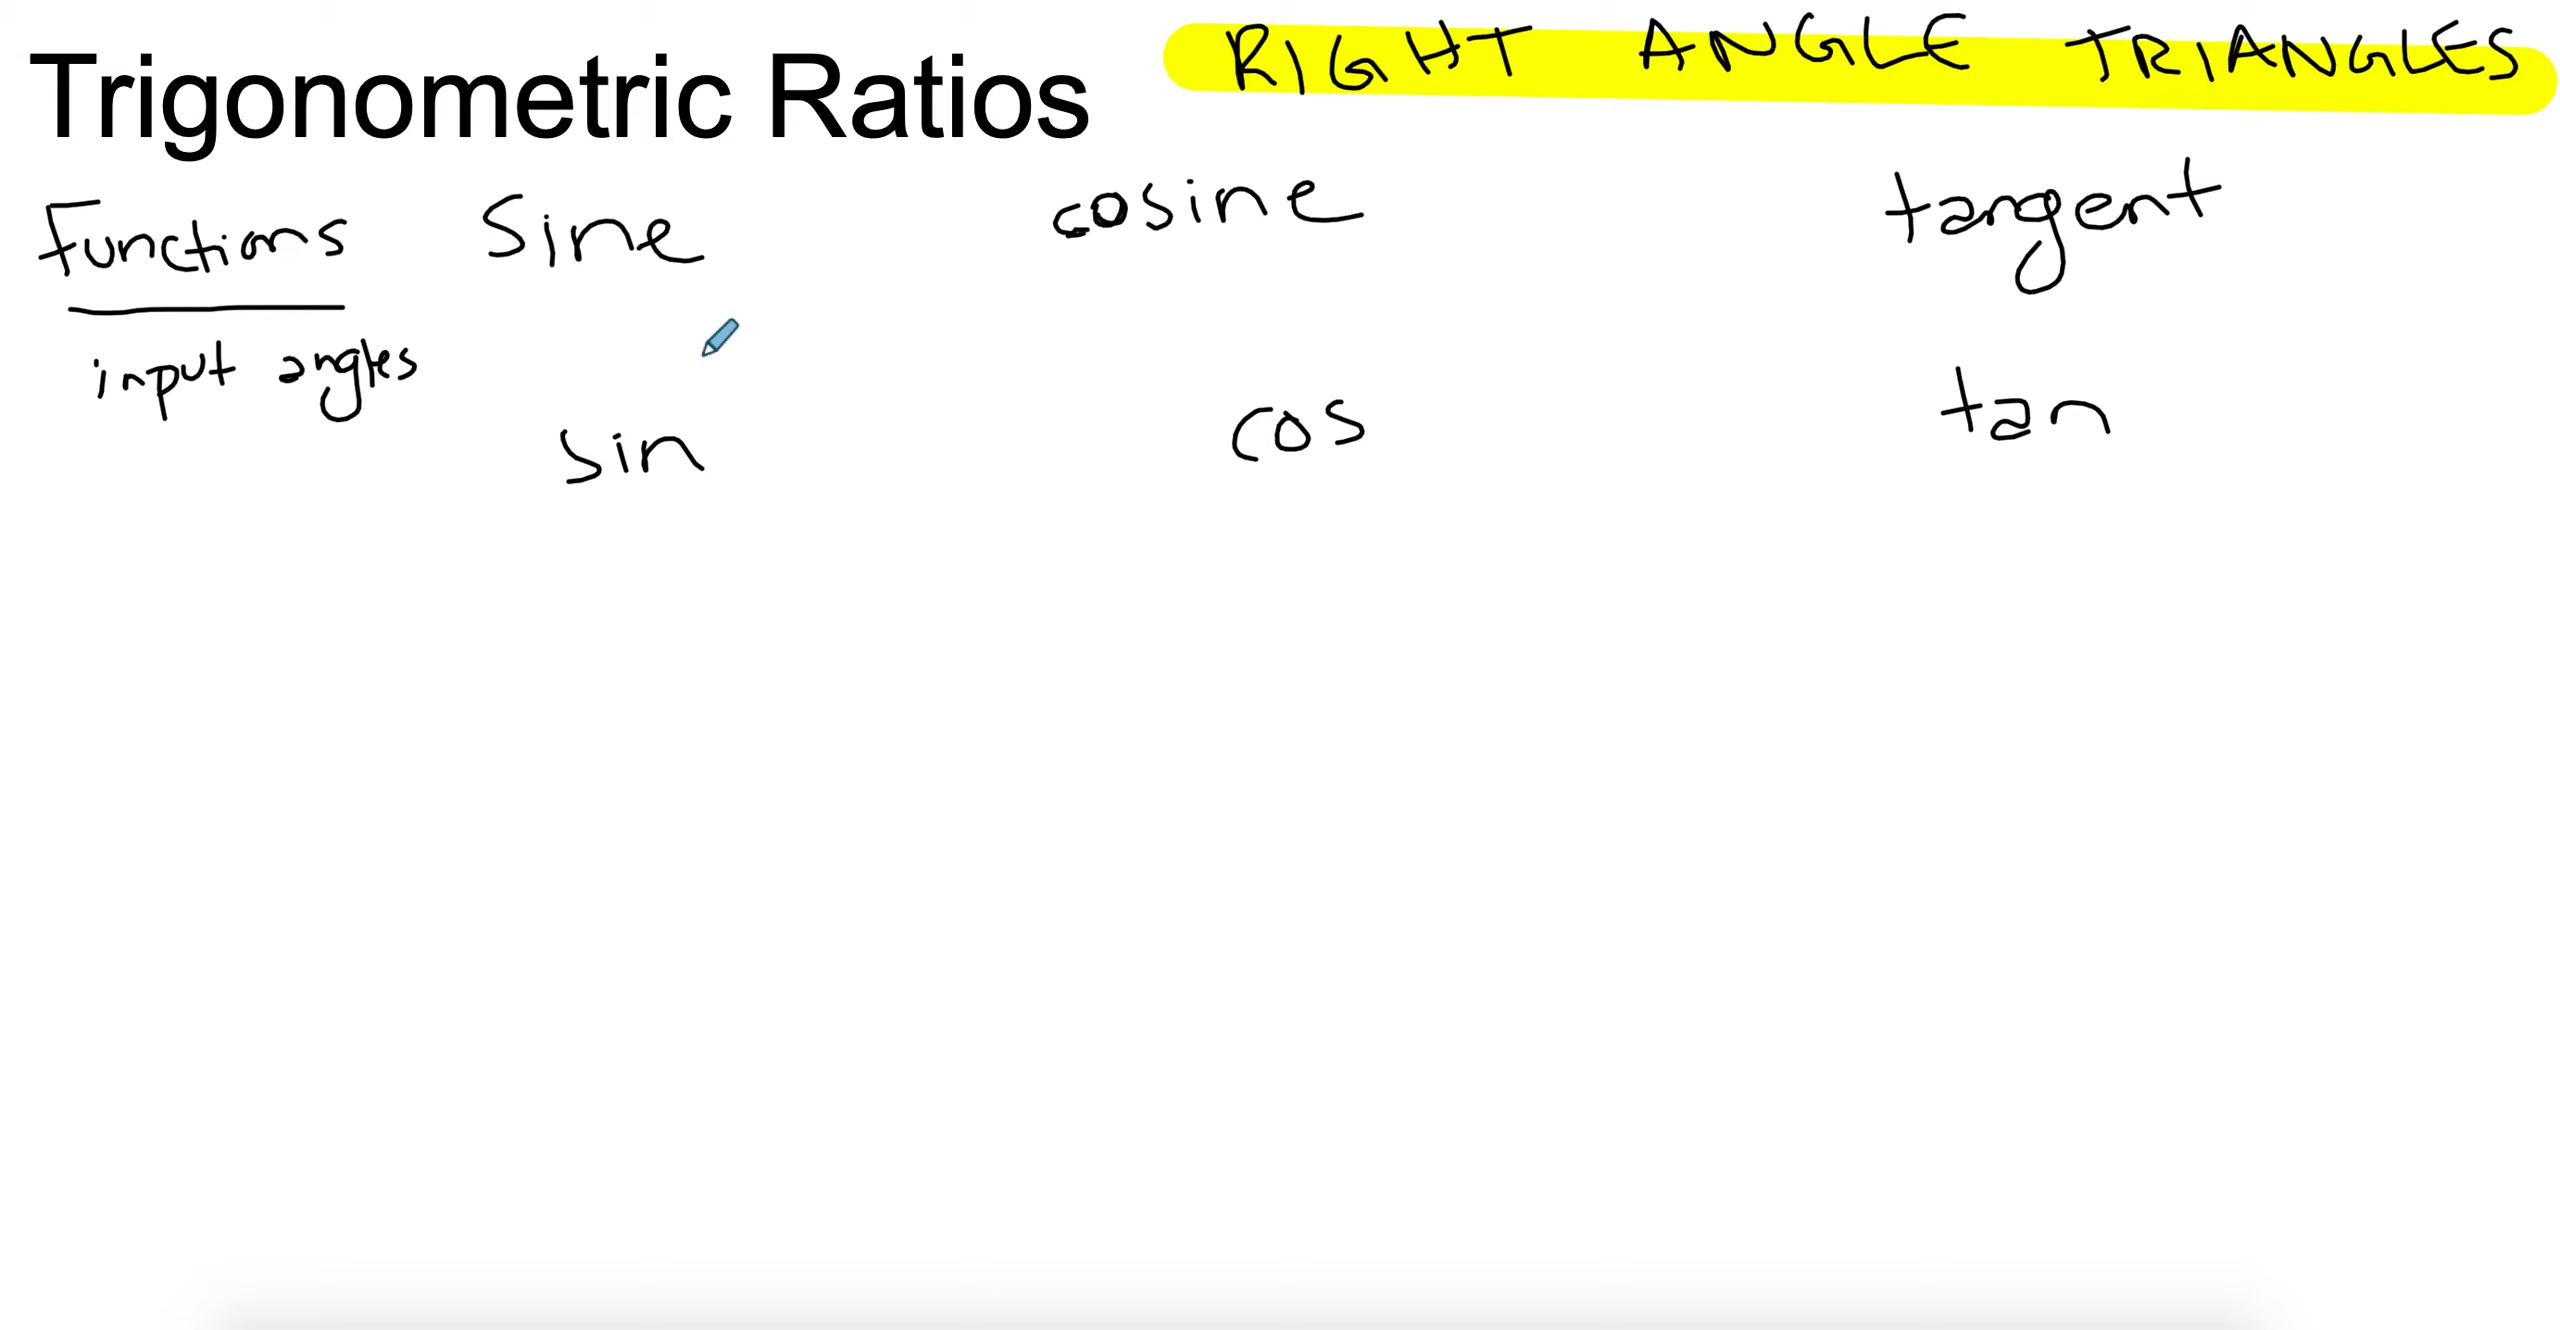 Trigonometric Ratios RIGHT ANGLE TRIANGLES
Functions Sine cosine tangent
input angles
sin cos tan